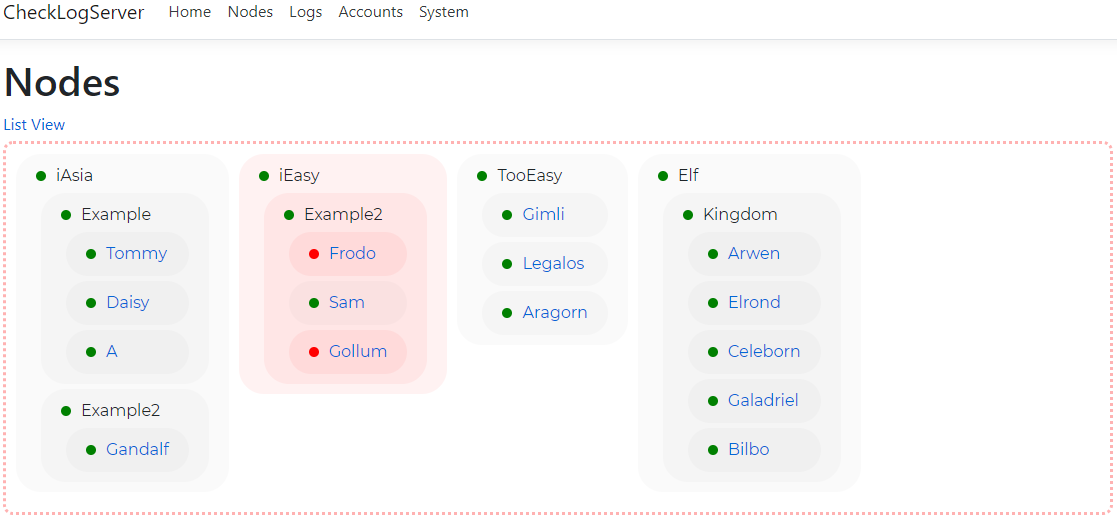 CheckLogServer Home Nodes Logs Accounts System
Nodes
List View
iAsia
Example
Tommy
Daisy
A
Example2
Gandalf
iEasy
Example2
Frodo
Sam
Gollum
TooEasy
Gimli
Legalos
Aragorn
Elf
Kingdom
Arwen
Elrond
Celeborn
Galadriel
Bilbo